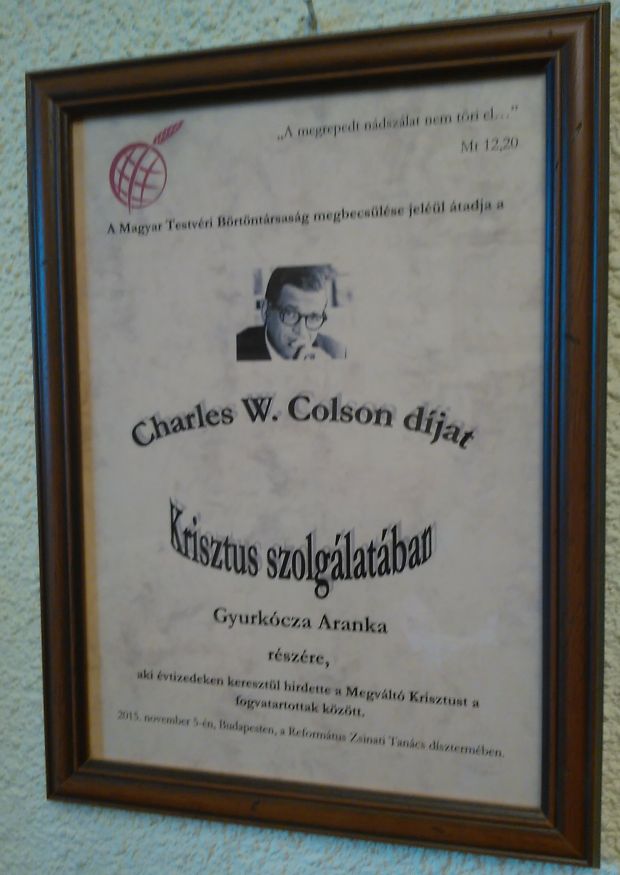 „A megrepedt nádszálat nem töri el…”
Mt 12,20
A Magyar Testvéri Börtöntársaság megbecsülése jeléül átadja a
Charles W. Colson díjat
Krisztus szolgálatában
Gyurkócza Aranka
részére,
aki évtizedeken keresztül hirdette a Megváltó Krisztust a
fogvatartottak között.
2015. november 5-én, Budapesten, a Református Zsinati Tanács dísztermében.